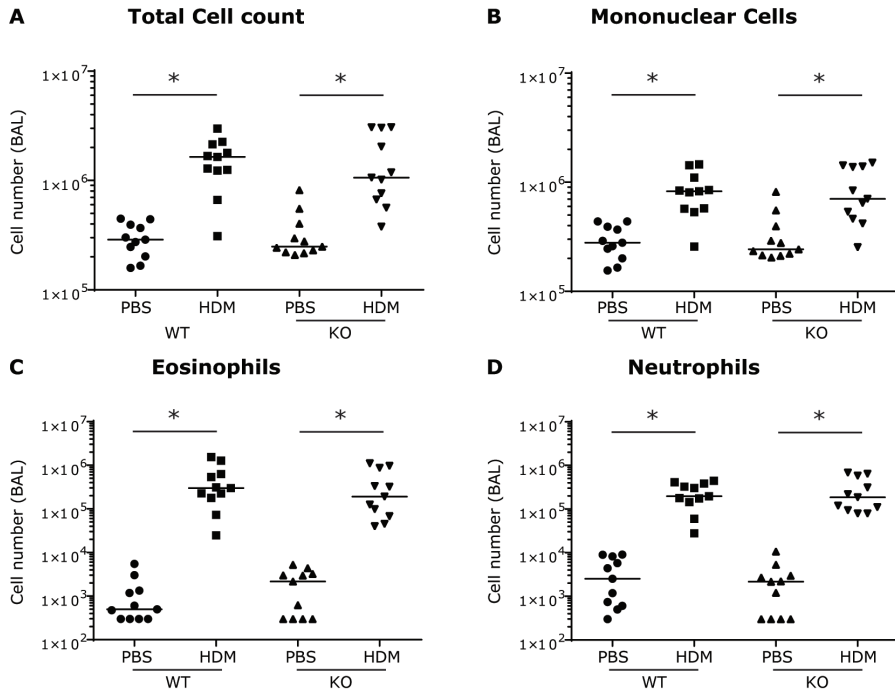 A Total Cell count
Cell number (BAL)
1×10⁷
1×10⁶
1×10⁵
*
*
PBS HDM PBS HDM
WT KO
B Mononuclear Cells
Cell number (BAL)
1×10⁷
1×10⁶
1×10⁵
*
*
PBS HDM PBS HDM
WT KO
C Eosinophils
Cell number (BAL)
1×10⁷
1×10⁶
1×10⁵
1×10⁴
1×10³
1×10²
*
*
PBS HDM PBS HDM
WT KO
D Neutrophils
Cell number (BAL)
1×10⁷
1×10⁶
1×10⁵
1×10⁴
1×10³
1×10²
*
*
PBS HDM PBS HDM
WT KO